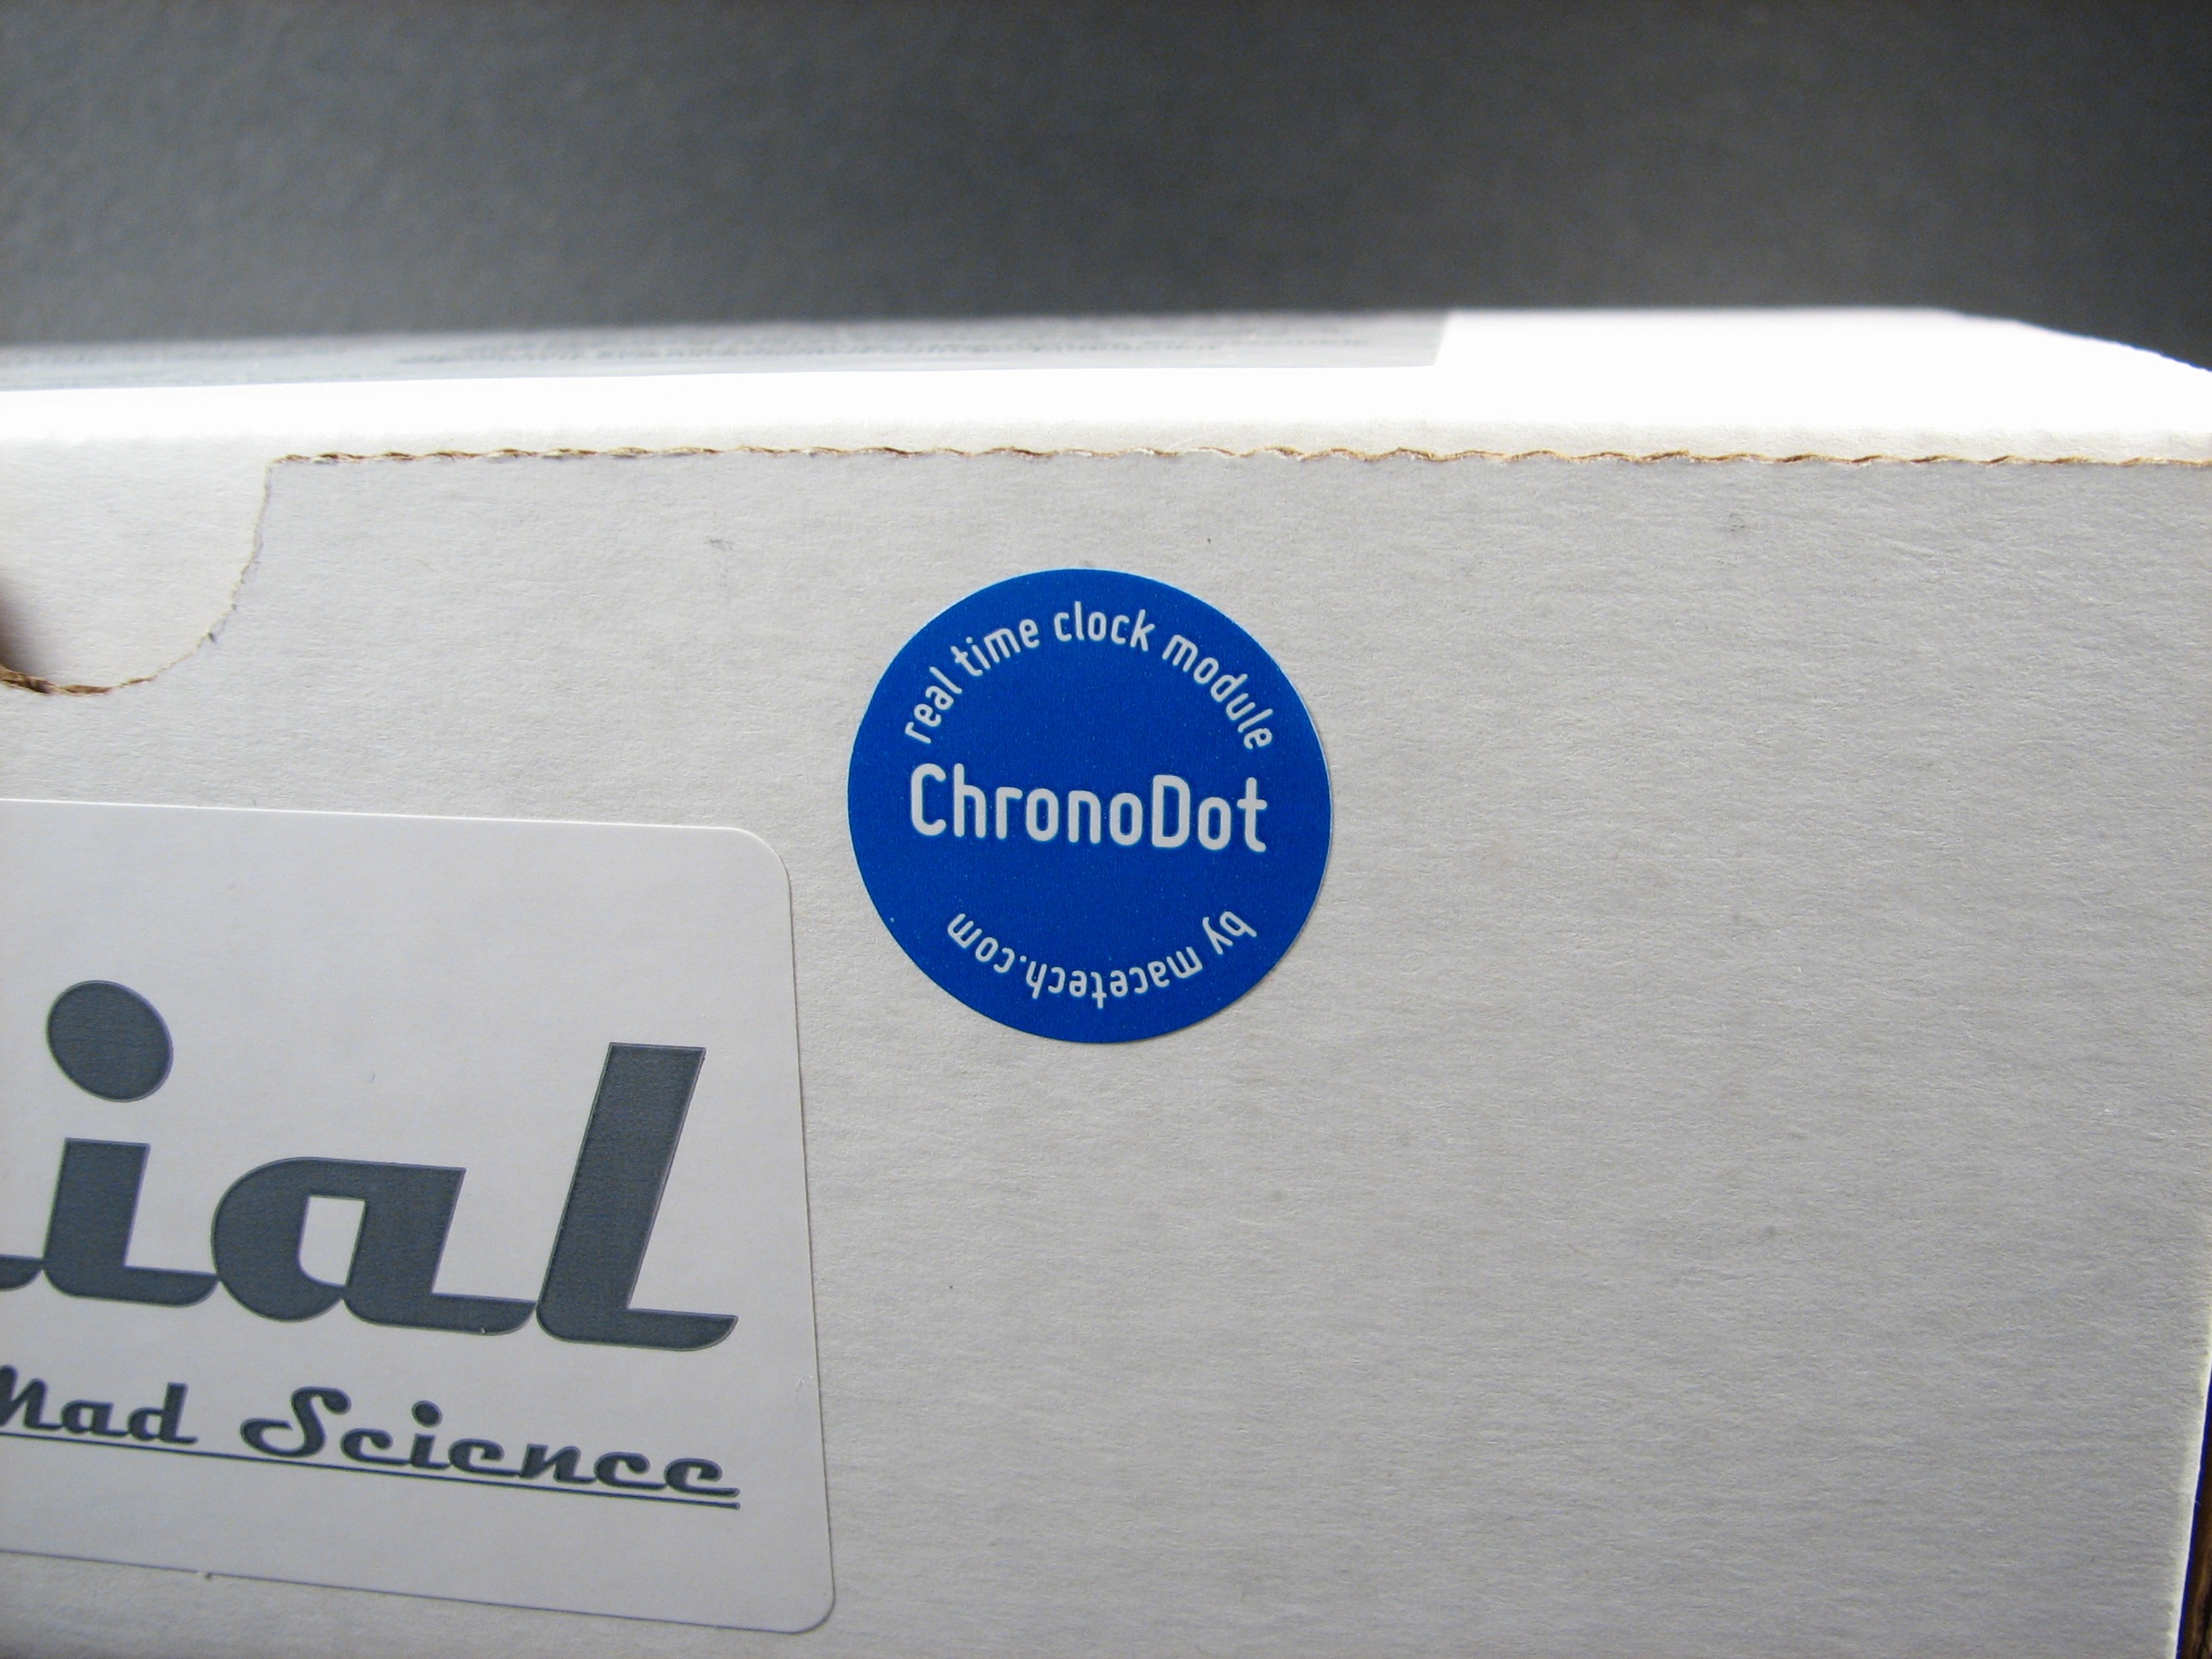 real time clock module
ChronoDot
by macetech.com
ial
Mad Science